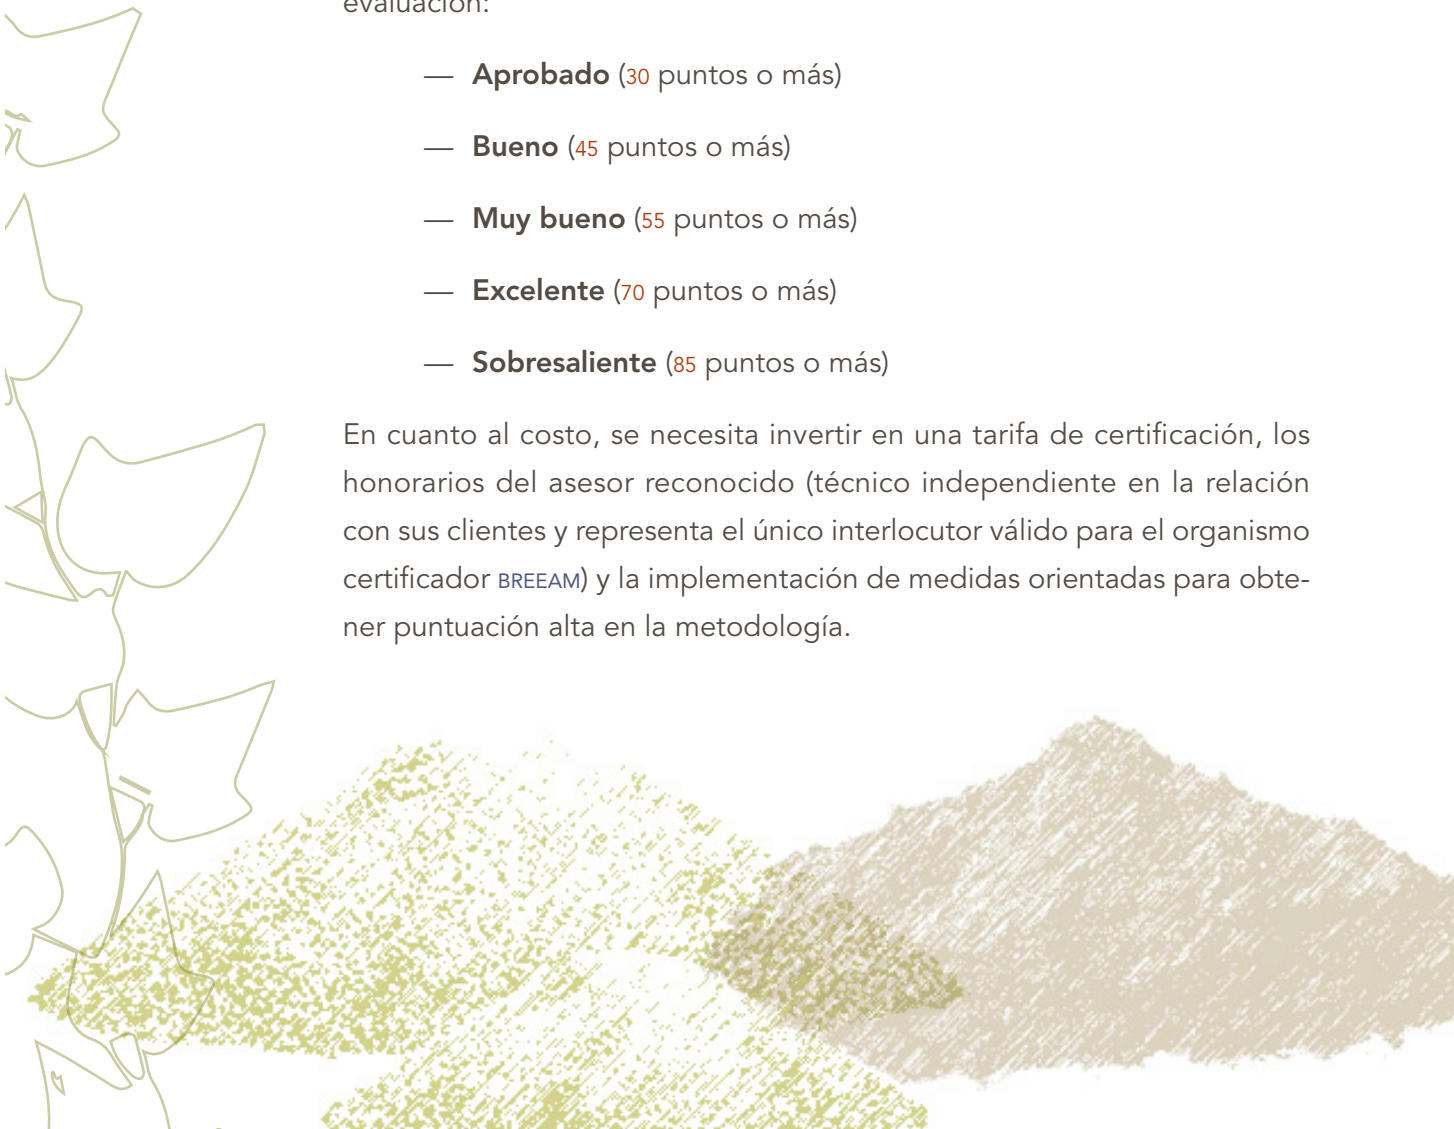 evaluación:
— Aprobado (30 puntos o más)
— Bueno (45 puntos o más)
— Muy bueno (55 puntos o más)
— Excelente (70 puntos o más)
— Sobresaliente (85 puntos o más)
En cuanto al costo, se necesita invertir en una tarifa de certificación, los
honorarios del asesor reconocido (técnico independiente en la relación
con sus clientes y representa el único interlocutor válido para el organismo
certificador BREEAM) y la implementación de medidas orientadas para obte-
ner puntuación alta en la metodología.